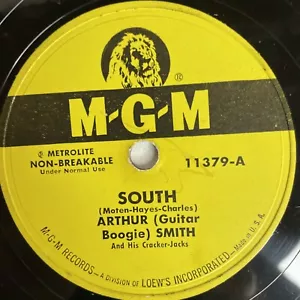 ®
M-G-M
® METROLITE
NON-BREAKABLE
Under Normal Use
11379-A
SOUTH
(Moten-Hayes-Charles)
ARTHUR (Guitar
Boogie) SMITH
And His Cracker-Jacks
M-G-M RECORDS — A DIVISION OF LOEW'S INCORPORATED — MADE IN U.S.A.